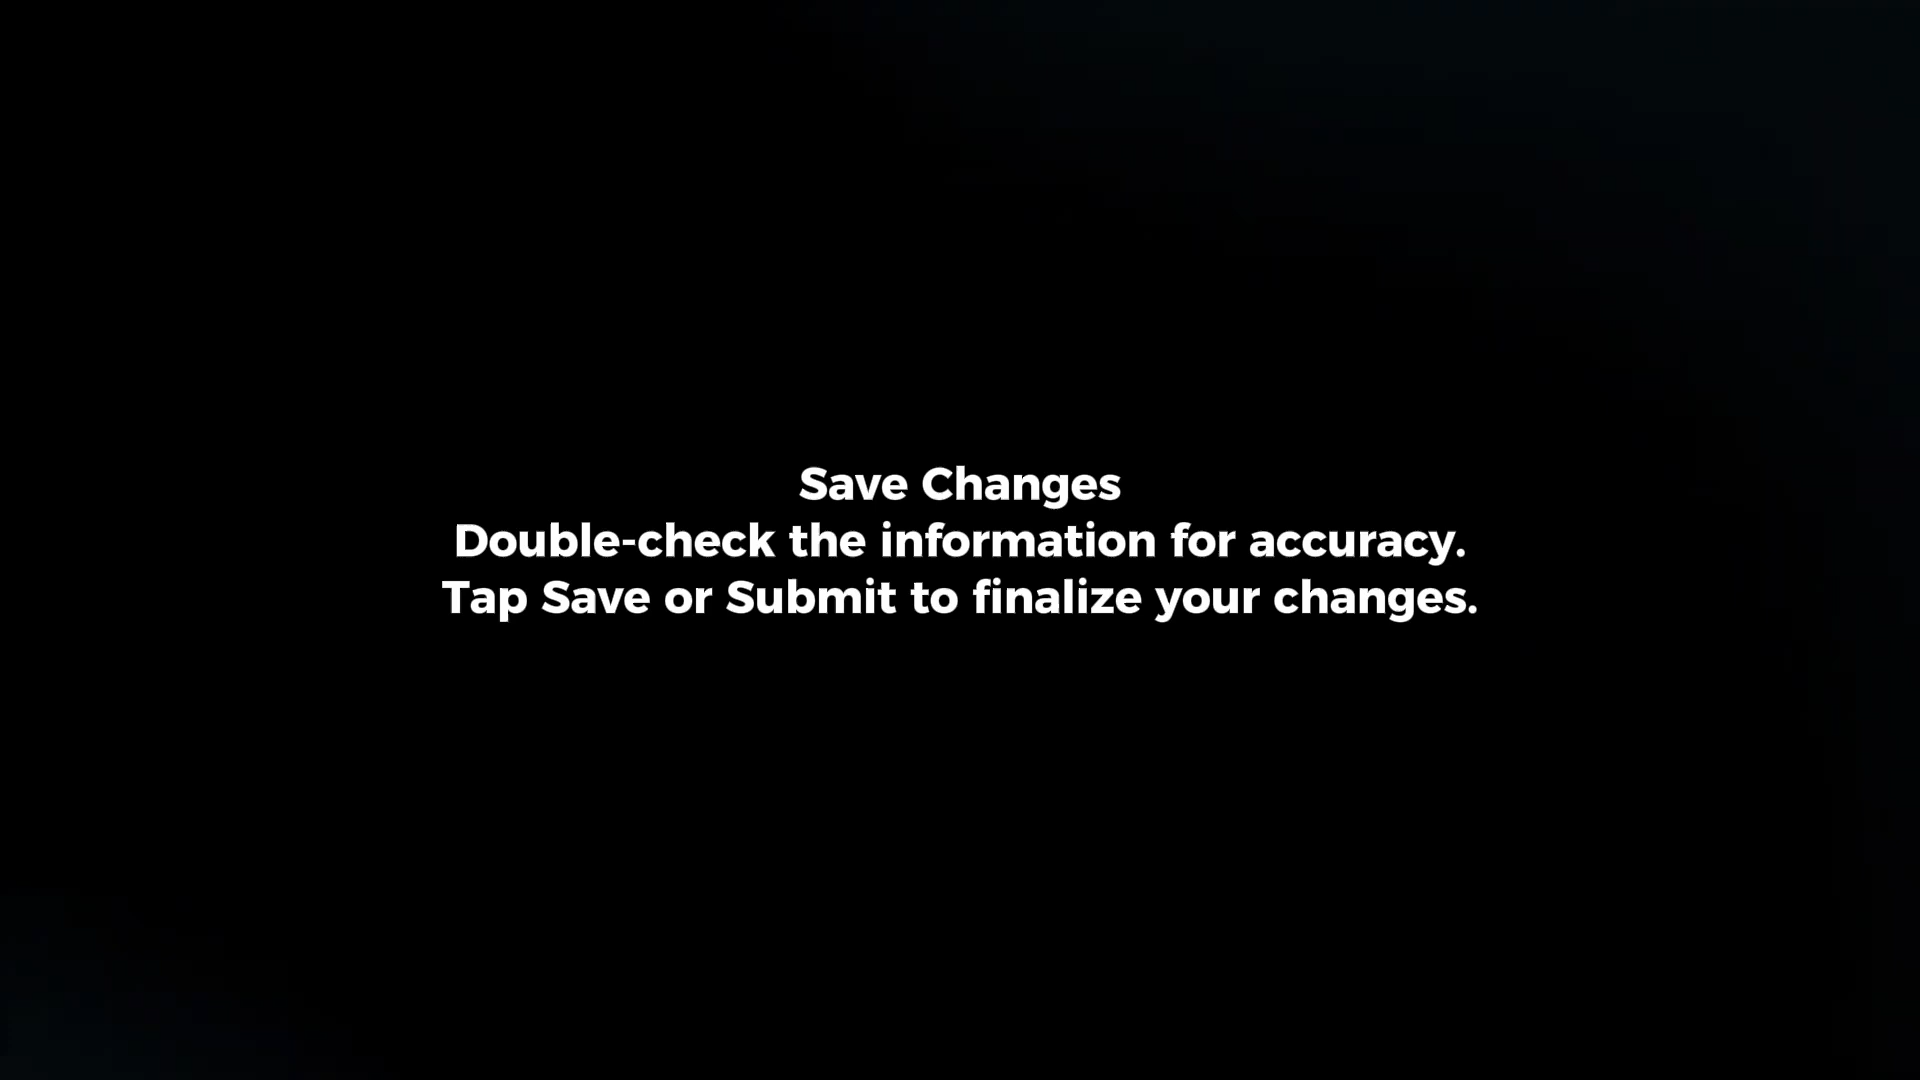 Save Changes
Double-check the information for accuracy.
Tap Save or Submit to finalize your changes.